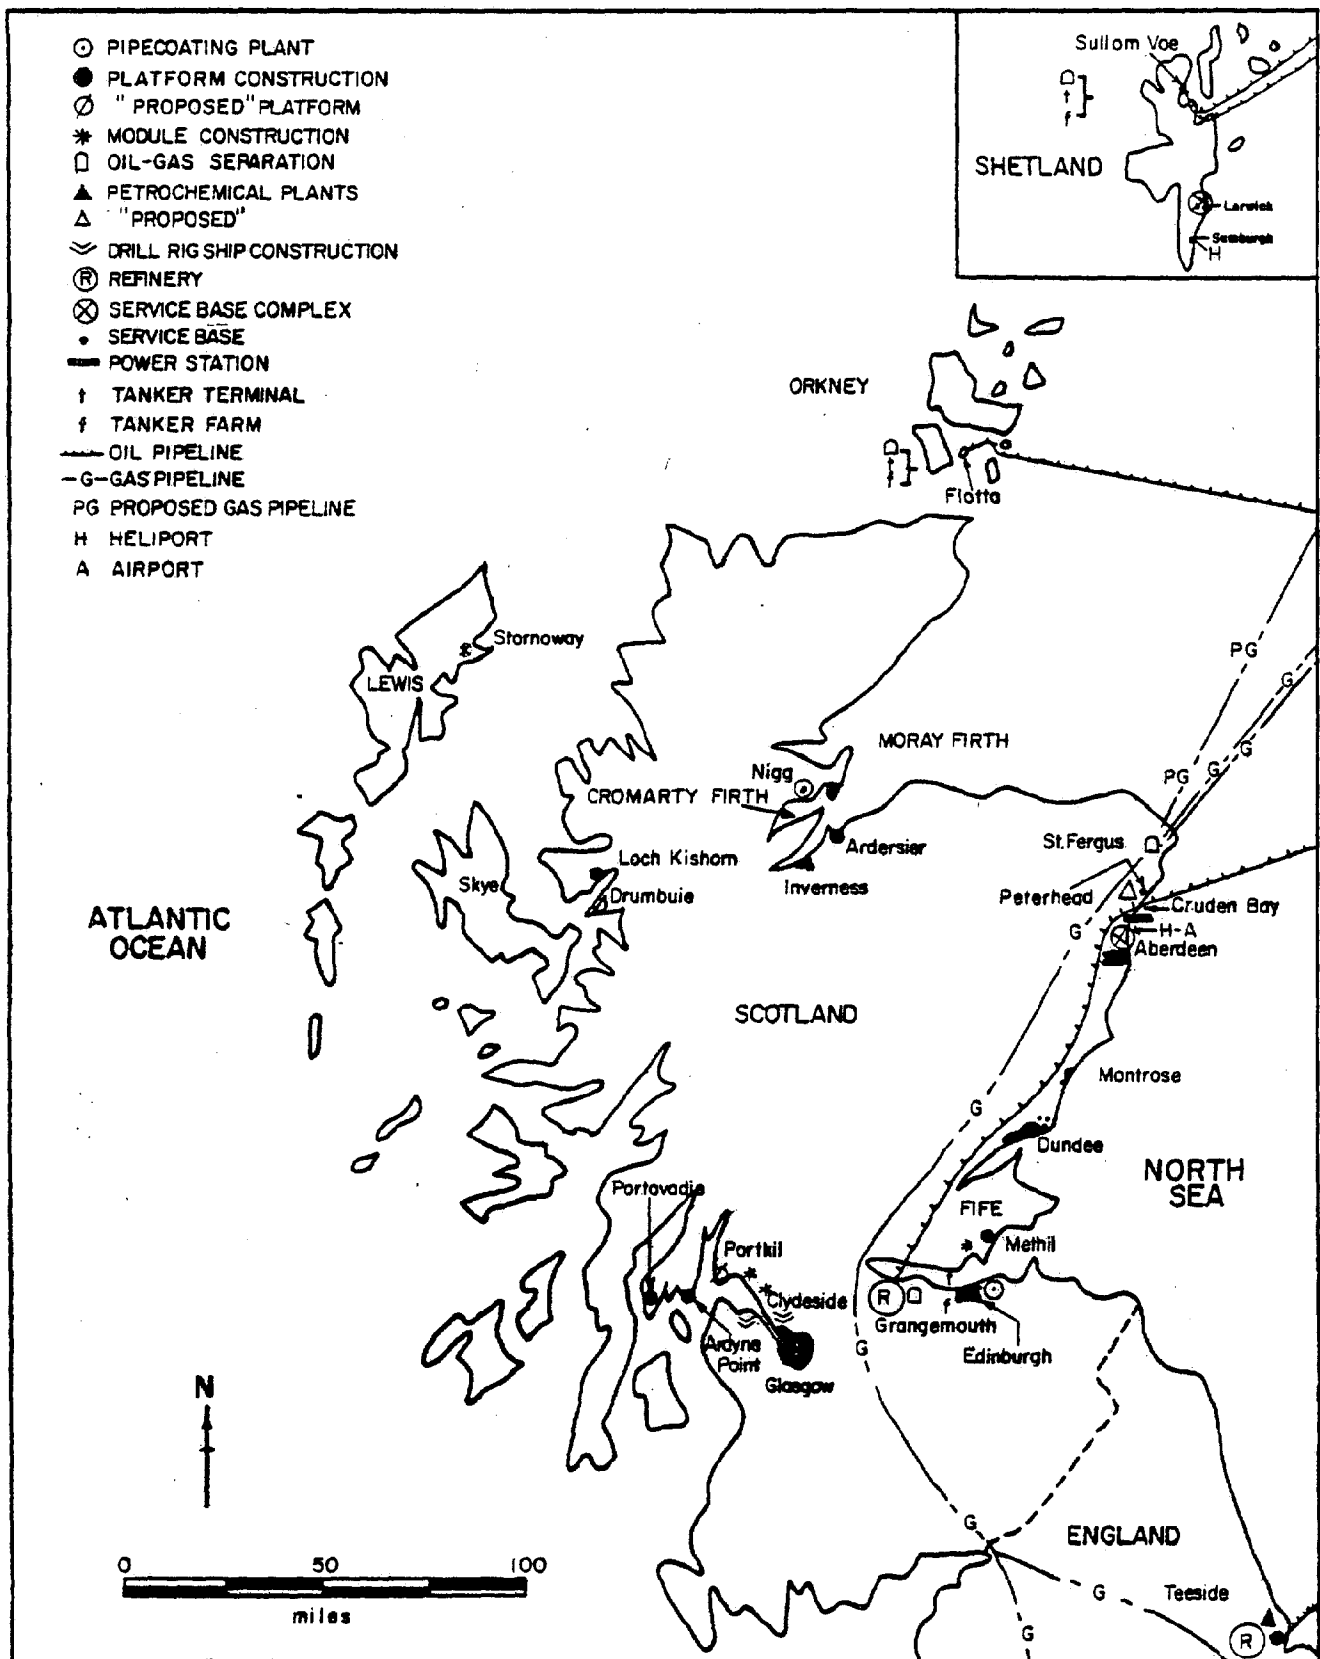 PIPECOATING PLANT
PLATFORM CONSTRUCTION
"PROPOSED" PLATFORM
MODULE CONSTRUCTION
OIL-GAS SEPARATION
PETROCHEMICAL PLANTS
"PROPOSED"
DRILL RIG SHIP CONSTRUCTION
R REFINERY
SERVICE BASE COMPLEX
SERVICE BASE
POWER STATION
t TANKER TERMINAL
f TANKER FARM
OIL PIPELINE
-G- GAS PIPELINE
PG PROPOSED GAS PIPELINE
H HELIPORT
A AIRPORT
Sullom Voe
t
f
SHETLAND
Lerwick
Sumburgh
H
ORKNEY
t
f
Flotta
Stornoway
LEWIS
PG
G
MORAY FIRTH
G
Nigg
PG
G
CROMARTY FIRTH
St. Fergus
Ardersier
Loch Kishorn
Skye
Inverness
Drumbuie
Peterhead
Cruden Bay
ATLANTIC
OCEAN
G
H-A
Aberdeen
SCOTLAND
Montrose
G
Dundee
NORTH
SEA
Portavadie
FIFE
Methil
Portkil
Clydeside
R
f
Grangemouth
Ardyne
Point
G
Edinburgh
Glasgow
N
G
ENGLAND
0 50 100
miles
G
Teeside
G
R